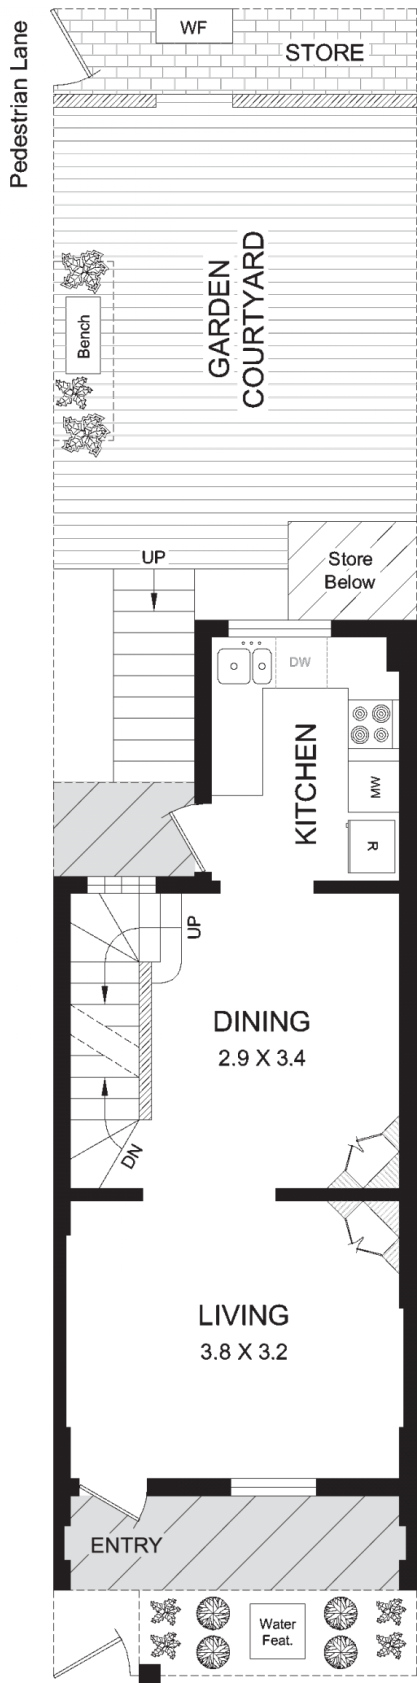 WF
STORE
Pedestrian Lane
GARDEN
COURTYARD
Bench
UP
Store
Below
DW
KITCHEN
MW
R
UP
DINING
2.9 X 3.4
DN
LIVING
3.8 X 3.2
ENTRY
Water
Feat.